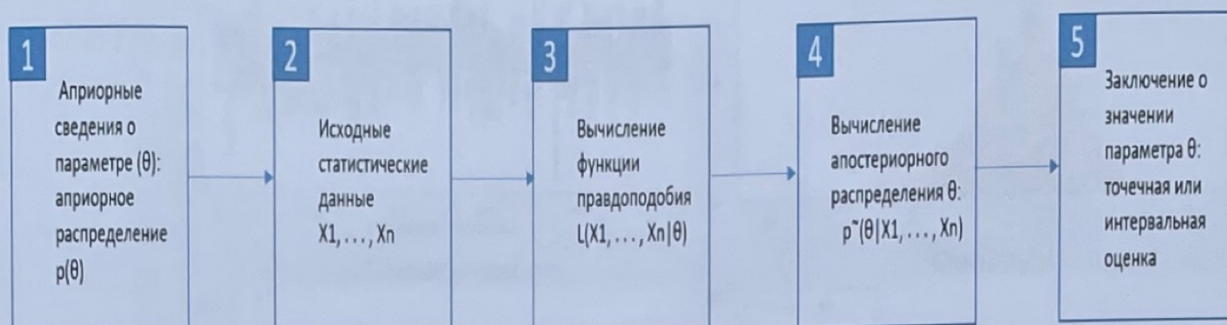 1
Априорные
сведения о
параметре (θ):
априорное
распределение
p(θ)
2
Исходные
статистические
данные
X1,..., Xn
3
Вычисление
функции
правдоподобия
L(X1,..., Xn|θ)
4
Вычисление
апостериорного
распределения θ:
p˜(θ|X1,..., Xn)
5
Заключение о
значении
параметра θ:
точечная или
интервальная
оценка